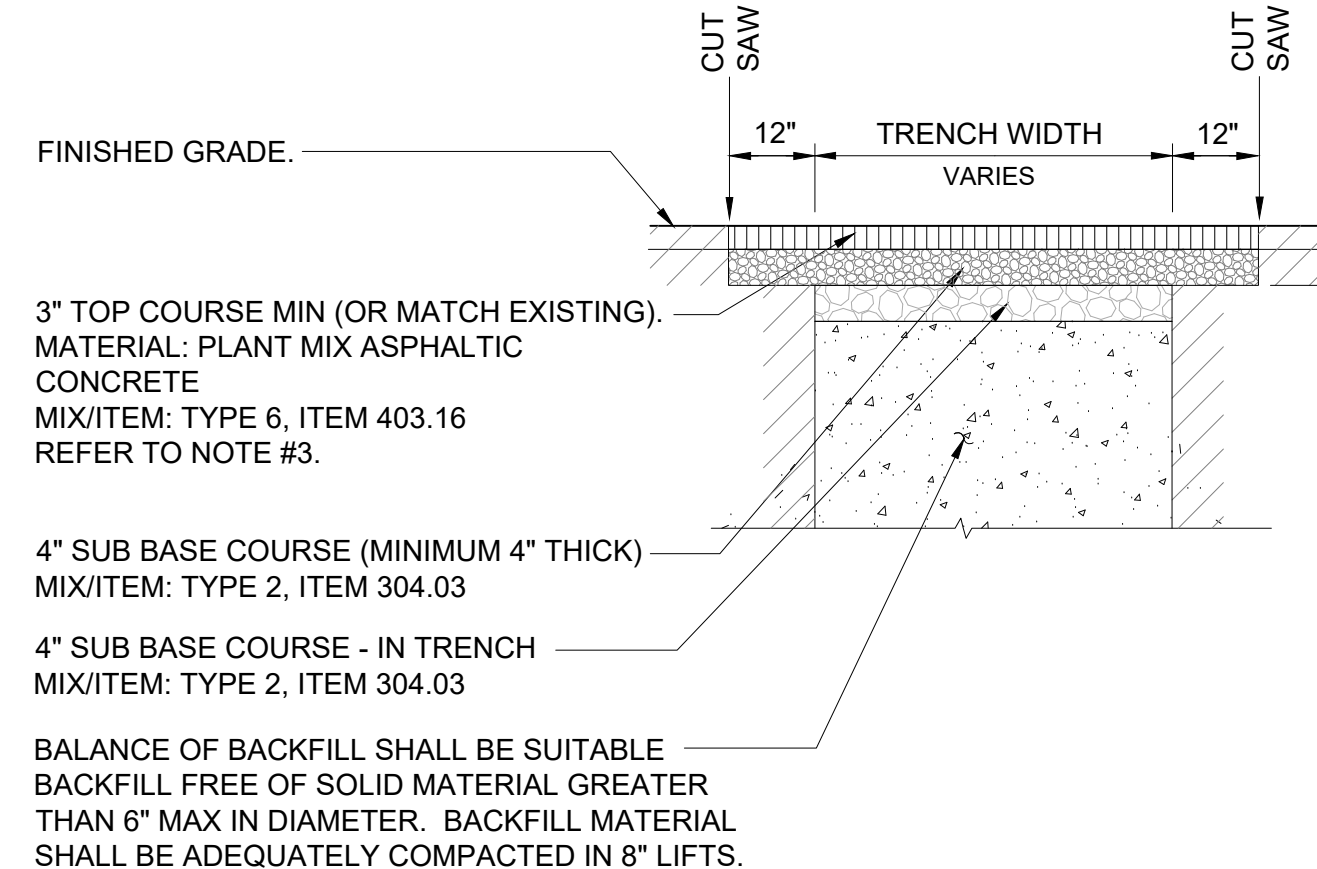 CUT
SAW
CUT
SAW
12"
TRENCH WIDTH
12"
VARIES
FINISHED GRADE.
3" TOP COURSE MIN (OR MATCH EXISTING).
MATERIAL: PLANT MIX ASPHALTIC
CONCRETE
MIX/ITEM: TYPE 6, ITEM 403.16
REFER TO NOTE #3.
4" SUB BASE COURSE (MINIMUM 4" THICK)
MIX/ITEM: TYPE 2, ITEM 304.03
4" SUB BASE COURSE - IN TRENCH
MIX/ITEM: TYPE 2, ITEM 304.03
BALANCE OF BACKFILL SHALL BE SUITABLE
BACKFILL FREE OF SOLID MATERIAL GREATER
THAN 6" MAX IN DIAMETER. BACKFILL MATERIAL
SHALL BE ADEQUATELY COMPACTED IN 8" LIFTS.